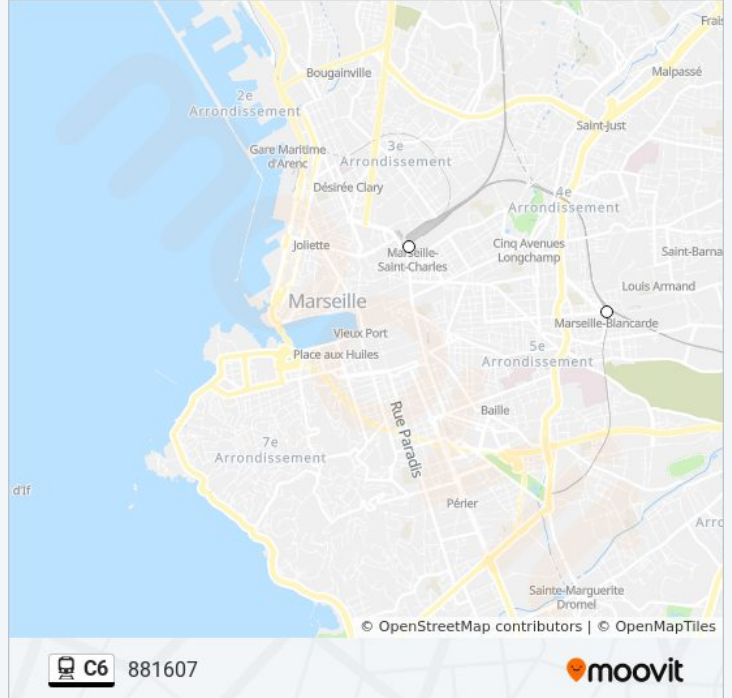 Frais
Bougainville
Malpassé
2e
Arrondissement
Saint-Just
3e
Arrondissement
Gare Maritime
d'Arenc
Désirée Clary
4e
Arrondissement
Joliette
Marseille-
Saint-Charles
Cinq Avenues
Longchamp
Saint-Barna
Louis Armand
Marseille
Marseille-Blancarde
Vieux Port
Place aux Huiles
5e
Arrondissement
Baille
Rue Paradis
7e
Arrondissement
d'If
Périer
Arro
Sainte-Marguerite
Dromel
© OpenStreetMap contributors | © OpenMapTiles
C6 881607
moovit